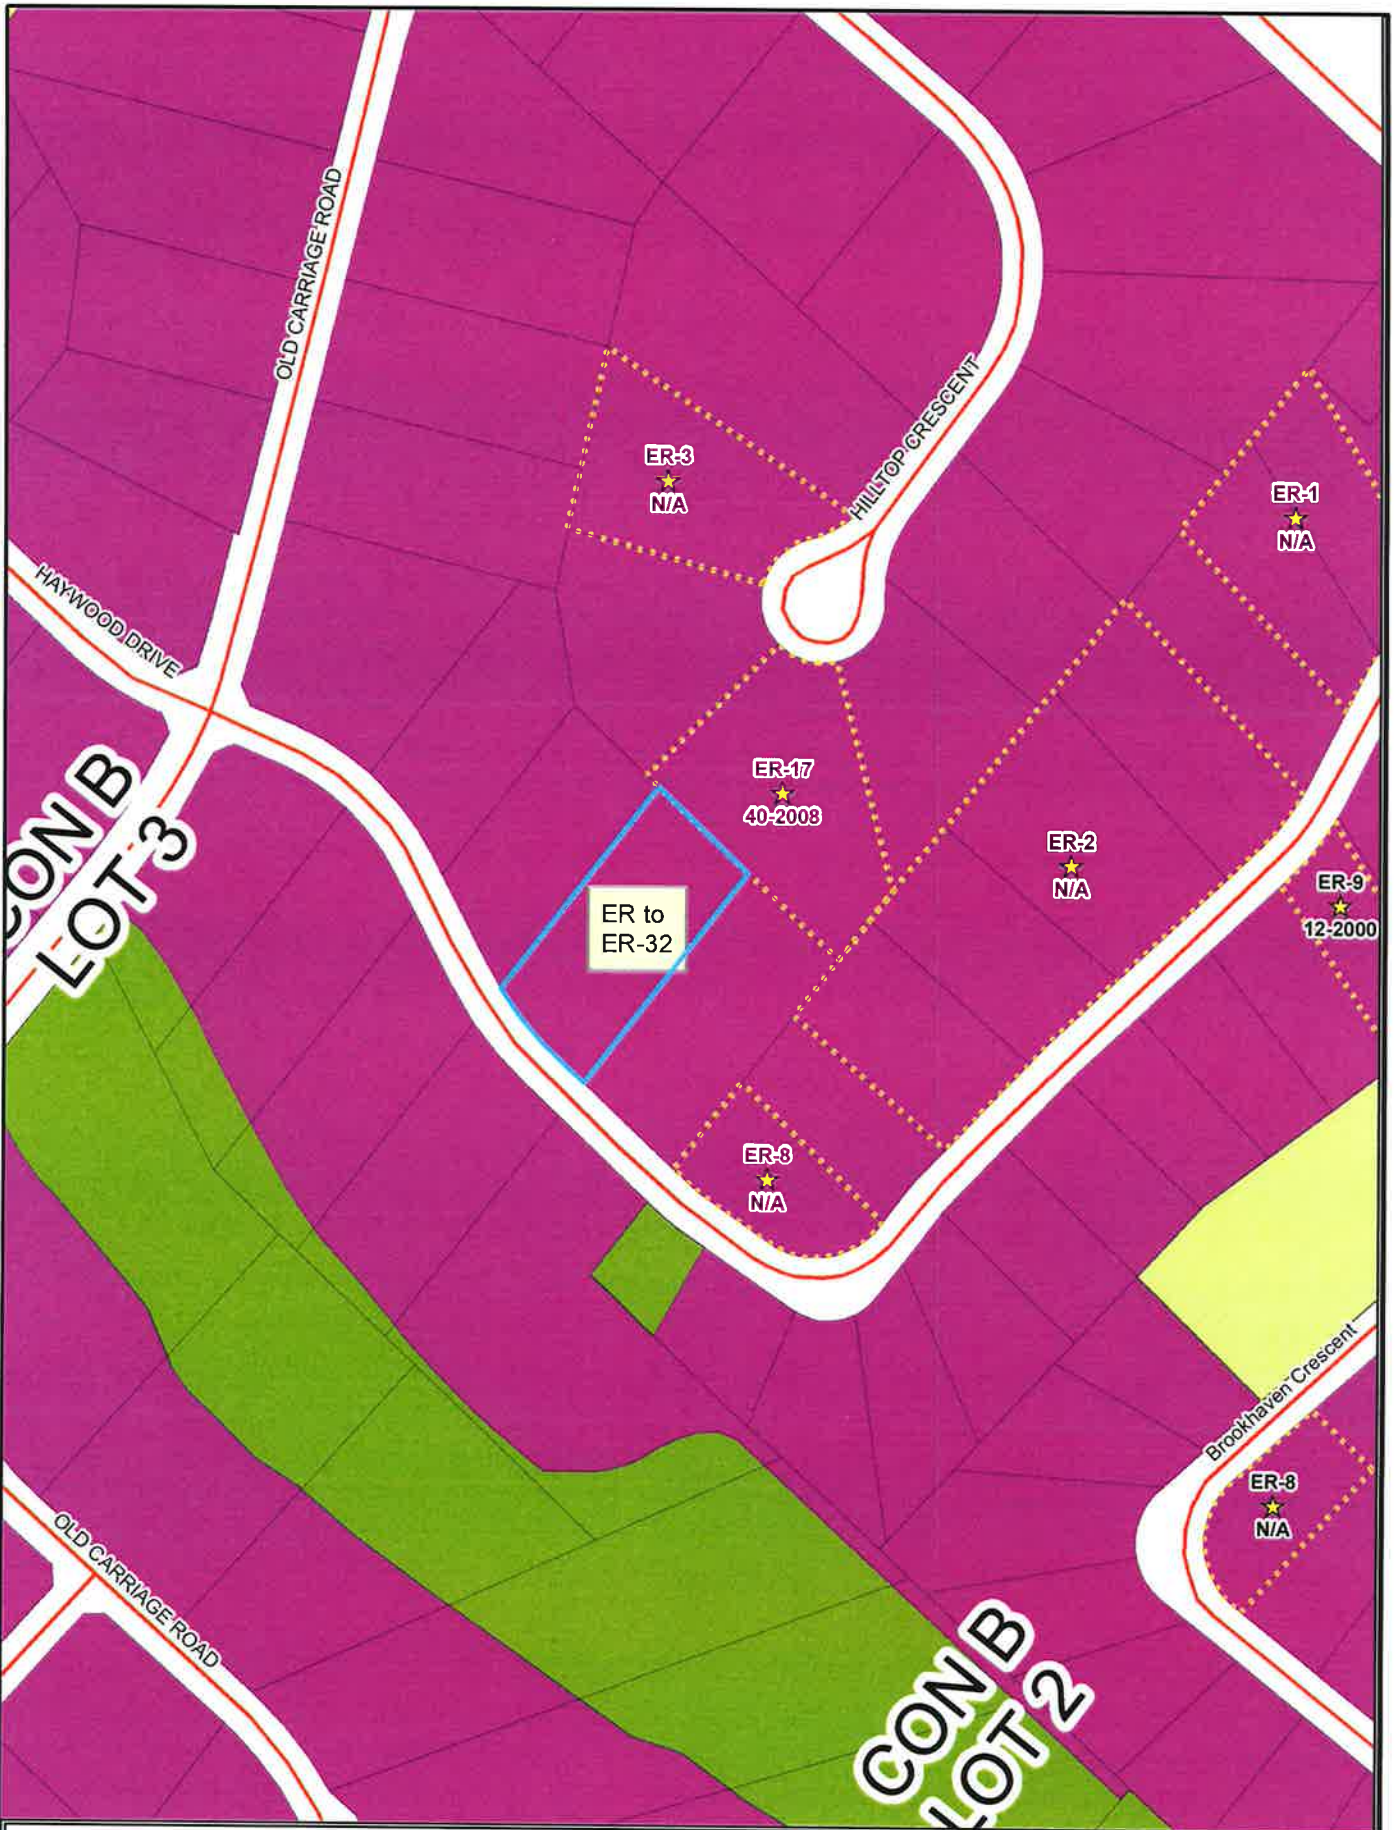 OLD CARRIAGE ROAD
HILLTOP CRESCENT
ER-3
N/A
ER-1
N/A
HAYWOOD DRIVE
CON B
LOT 3
ER-17
40-2008
ER-2
N/A
ER-9
12-2000
ER to
ER-32
ER-8
N/A
Brookhaven Crescent
ER-8
N/A
OLD CARRIAGE ROAD
CON B
LOT 2